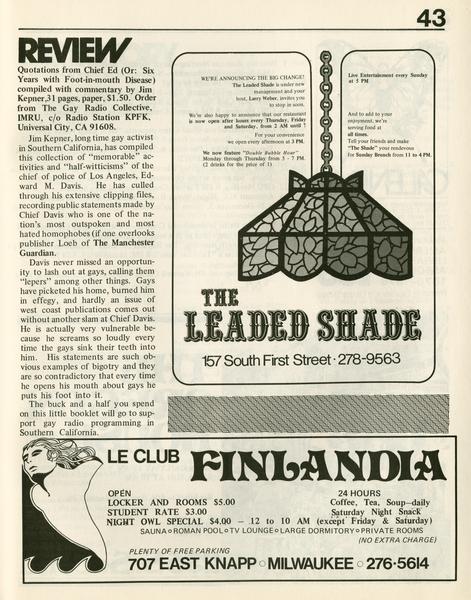 43
REVIEW
Quotations from Chief Ed (Or: Six
Years with Foot-in-mouth Disease)
compiled with commentary by Jim
Kepner,31 pages, paper, $1.50. Order
from The Gay Radio Collective,
IMRU, c/o Radio Station KPFK,
Universal City, CA 91608.
Jim Kepner, long time gay activist
in Southern California, has compiled
this collection of "memorable" ac-
tivities and "half-witticisms" of the
chief of police of Los Angeles, Ed-
ward M. Davis. He has culled
through his extensive clipping files,
recording public statements made by
Chief Davis who is one of the na-
tion's most outspoken and most
hated homophobes (if one overlooks
publisher Loeb of The Manchester
Guardian.
Davis never missed an opportun-
ity to lash out at gays, calling them
"lepers" among other things. Gays
have picketed his home, burned him
in effegy, and hardly an issue of
west coast publications comes out
without another slam at Chief Davis.
He is actually very vulnerable be-
cause he screams so loudly every
time the gays sink their teeth into
him. His statements are such ob-
vious examples of bigotry and they
are so contradictory that every time
he opens his mouth about gays he
puts his foot into it.
The buck and a half you spend
on this little booklet will go to sup-
port gay radio programming in
Southern California.
WE'RE ANNOUNCING THE BIG CHANGE!
The Leaded Shade is under new
management and your
host, Larry Weber, invites you
to stop in soon.
We're also happy to announce that our restaurant
is now open after hours every Thursday, Friday
and Saturday, from 2 AM until ?
For your convenience
we open every afternoon at 3 PM.
We now feature "Double Bubble Hour"
Monday through Thursday from 3 - 7 PM.
(2 drinks for the price of 1)
Live Entertainment every Sunday
at 5 PM
And to add to your
enjoyment, we're
serving food at
all times.
Tell your friends and make
"The Shade" your rendezvous
for Sunday Brunch from 11 to 4 PM.
THE
LEADED SHADE
157 South First Street · 278-9563
LE CLUB FINLANDIA
OPEN 24 HOURS
LOCKER AND ROOMS $5.00 Coffee, Tea, Soup—daily
STUDENT RATE $3.00 Saturday Night Snack
NIGHT OWL SPECIAL $4.00 – 12 to 10 AM (except Friday & Saturday)
SAUNA○ROMAN POOL○TV LOUNGE○LARGE DORMITORY○PRIVATE ROOMS
(NO EXTRA CHARGE)
PLENTY OF FREE PARKING
707 EAST KNAPP○MILWAUKEE○276-5614